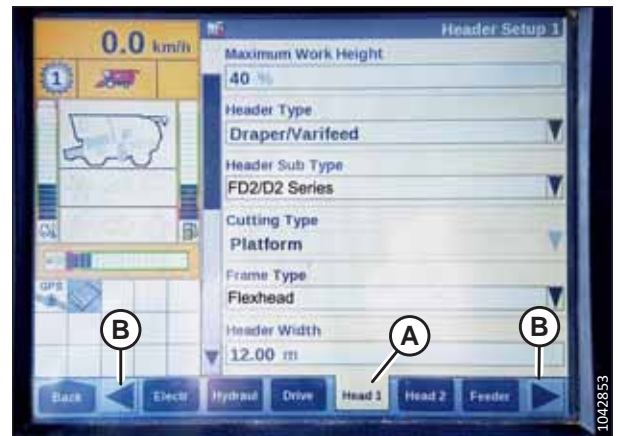 0.0 km/h
Header Setup 1
1
Maximum Work Height
40 %
Header Type
Draper/Varifeed
Header Sub Type
FD2/D2 Series
Cutting Type
Platform
Frame Type
Flexhead
Header Width
12.00 m
GPS
B
A
B
Back
Electr
Hydraul
Drive
Head 1
Head 2
Feeder
1042853